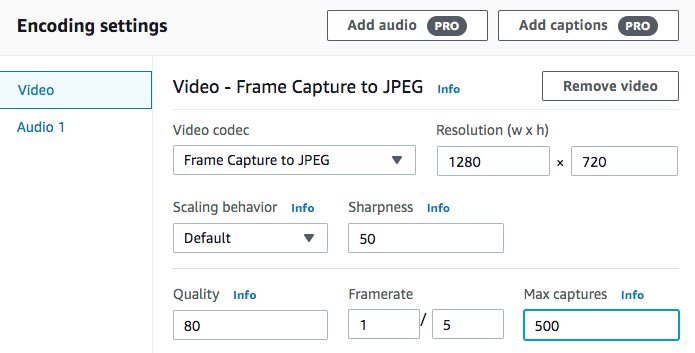 Encoding settings
Add audio PRO
Add captions PRO
Video
Audio 1
Video - Frame Capture to JPEG Info
Remove video
Video codec
Resolution (w x h)
Frame Capture to JPEG
1280 x 720
Scaling behavior Info
Sharpness Info
Default
50
Quality Info
Framerate
Max captures Info
80
1 / 5
500